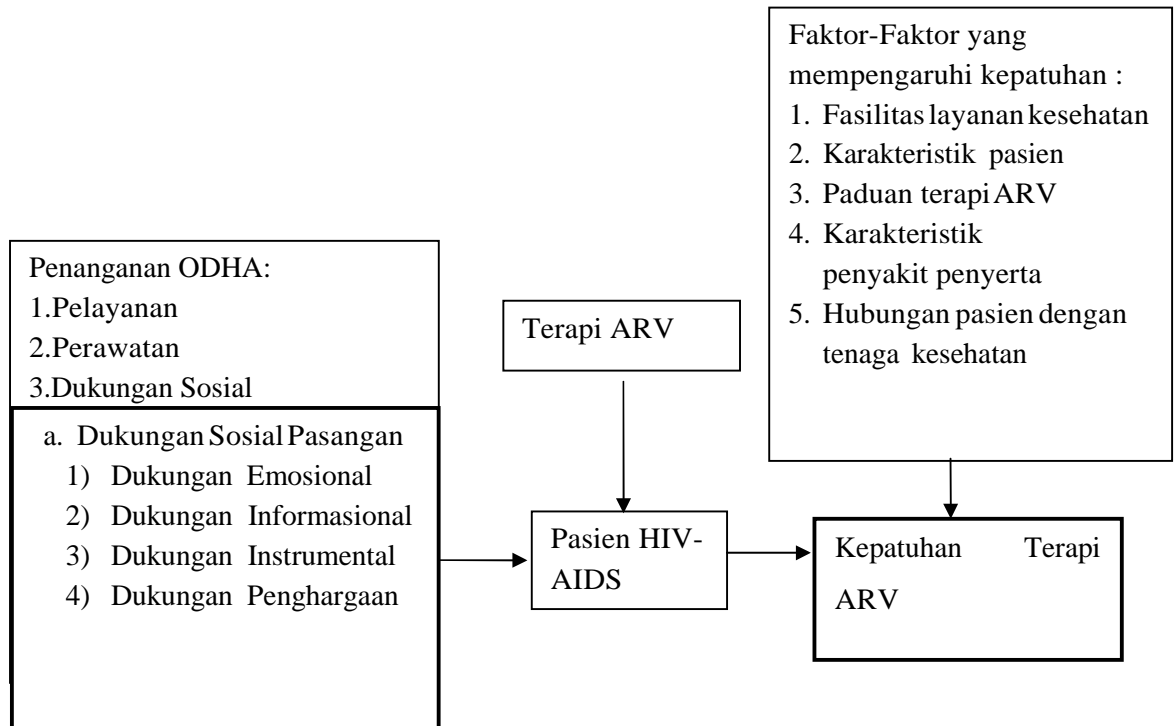 Faktor-Faktor yang
mempengaruhi kepatuhan :
1. Fasilitas layanan kesehatan
2. Karakteristik pasien
3. Paduan terapi ARV
4. Karakteristik
penyakit penyerta
5. Hubungan pasien dengan
tenaga kesehatan
Penanganan ODHA:
1.Pelayanan
2.Perawatan
3.Dukungan Sosial
a. Dukungan Sosial Pasangan
1) Dukungan Emosional
2) Dukungan Informasional
3) Dukungan Instrumental
4) Dukungan Penghargaan
Terapi ARV
Pasien HIV-
AIDS
Kepatuhan Terapi
ARV